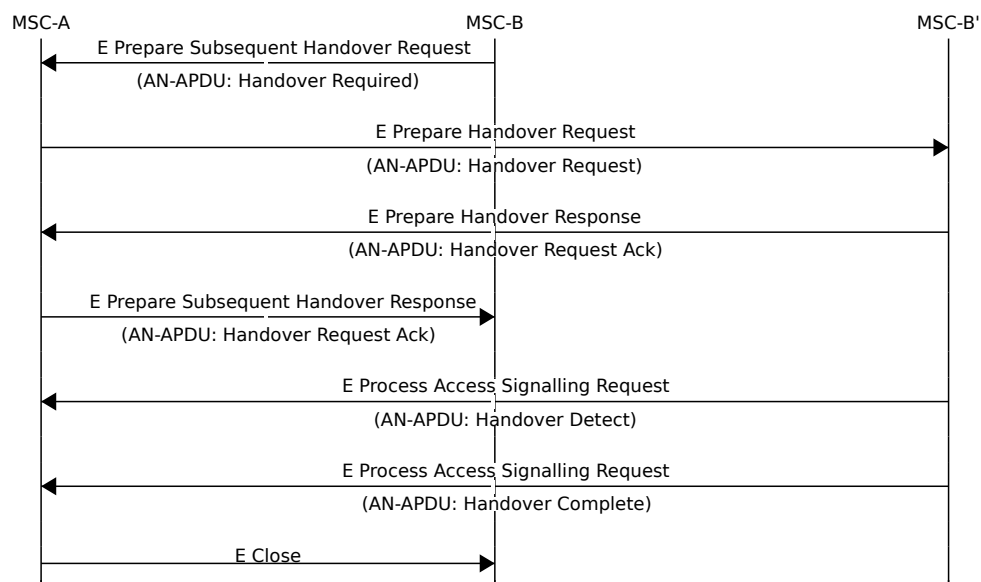 MSC-A MSC-B MSC-B'
E Prepare Subsequent Handover Request
(AN-APDU: Handover Required)
E Prepare Handover Request
(AN-APDU: Handover Request)
E Prepare Handover Response
(AN-APDU: Handover Request Ack)
E Prepare Subsequent Handover Response
(AN-APDU: Handover Request Ack)
E Process Access Signalling Request
(AN-APDU: Handover Detect)
E Process Access Signalling Request
(AN-APDU: Handover Complete)
E Close